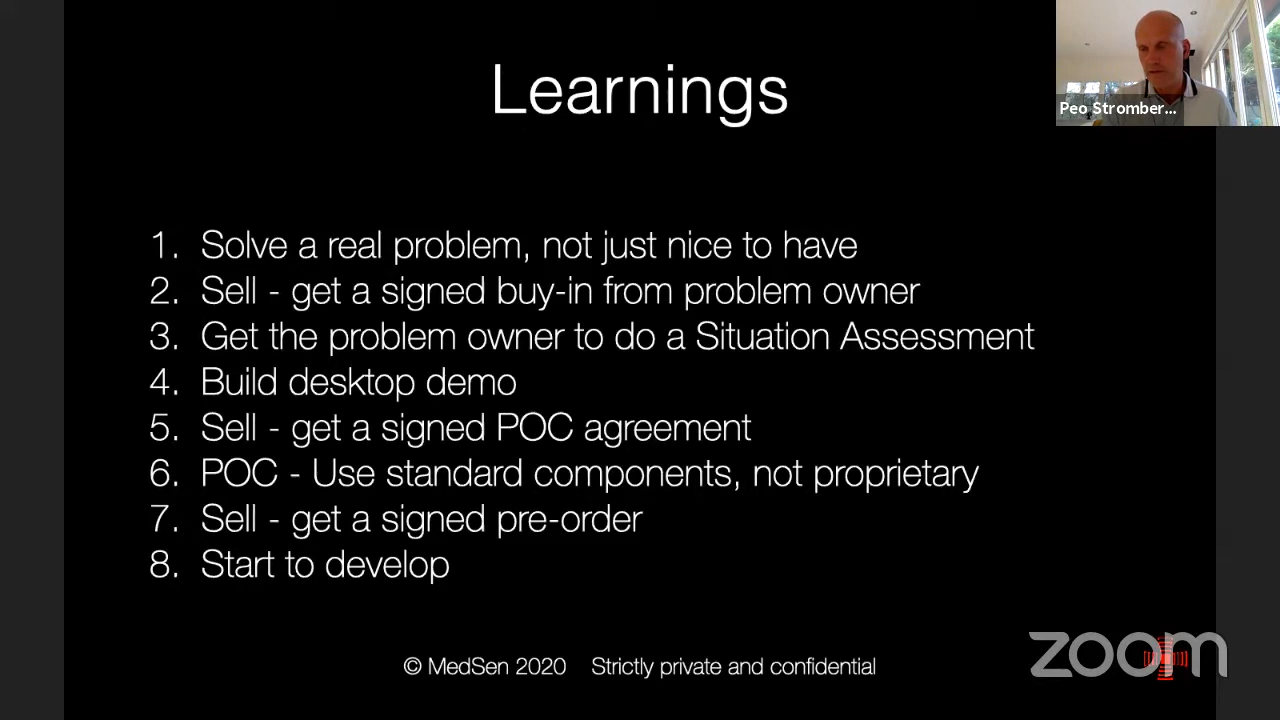 Learnings
Peo Stromber...
1. Solve a real problem, not just nice to have
2. Sell - get a signed buy-in from problem owner
3. Get the problem owner to do a Situation Assessment
4. Build desktop demo
5. Sell - get a signed POC agreement
6. POC - Use standard components, not proprietary
7. Sell - get a signed pre-order
8. Start to develop
© MedSen 2020 Strictly private and confidential
zoom